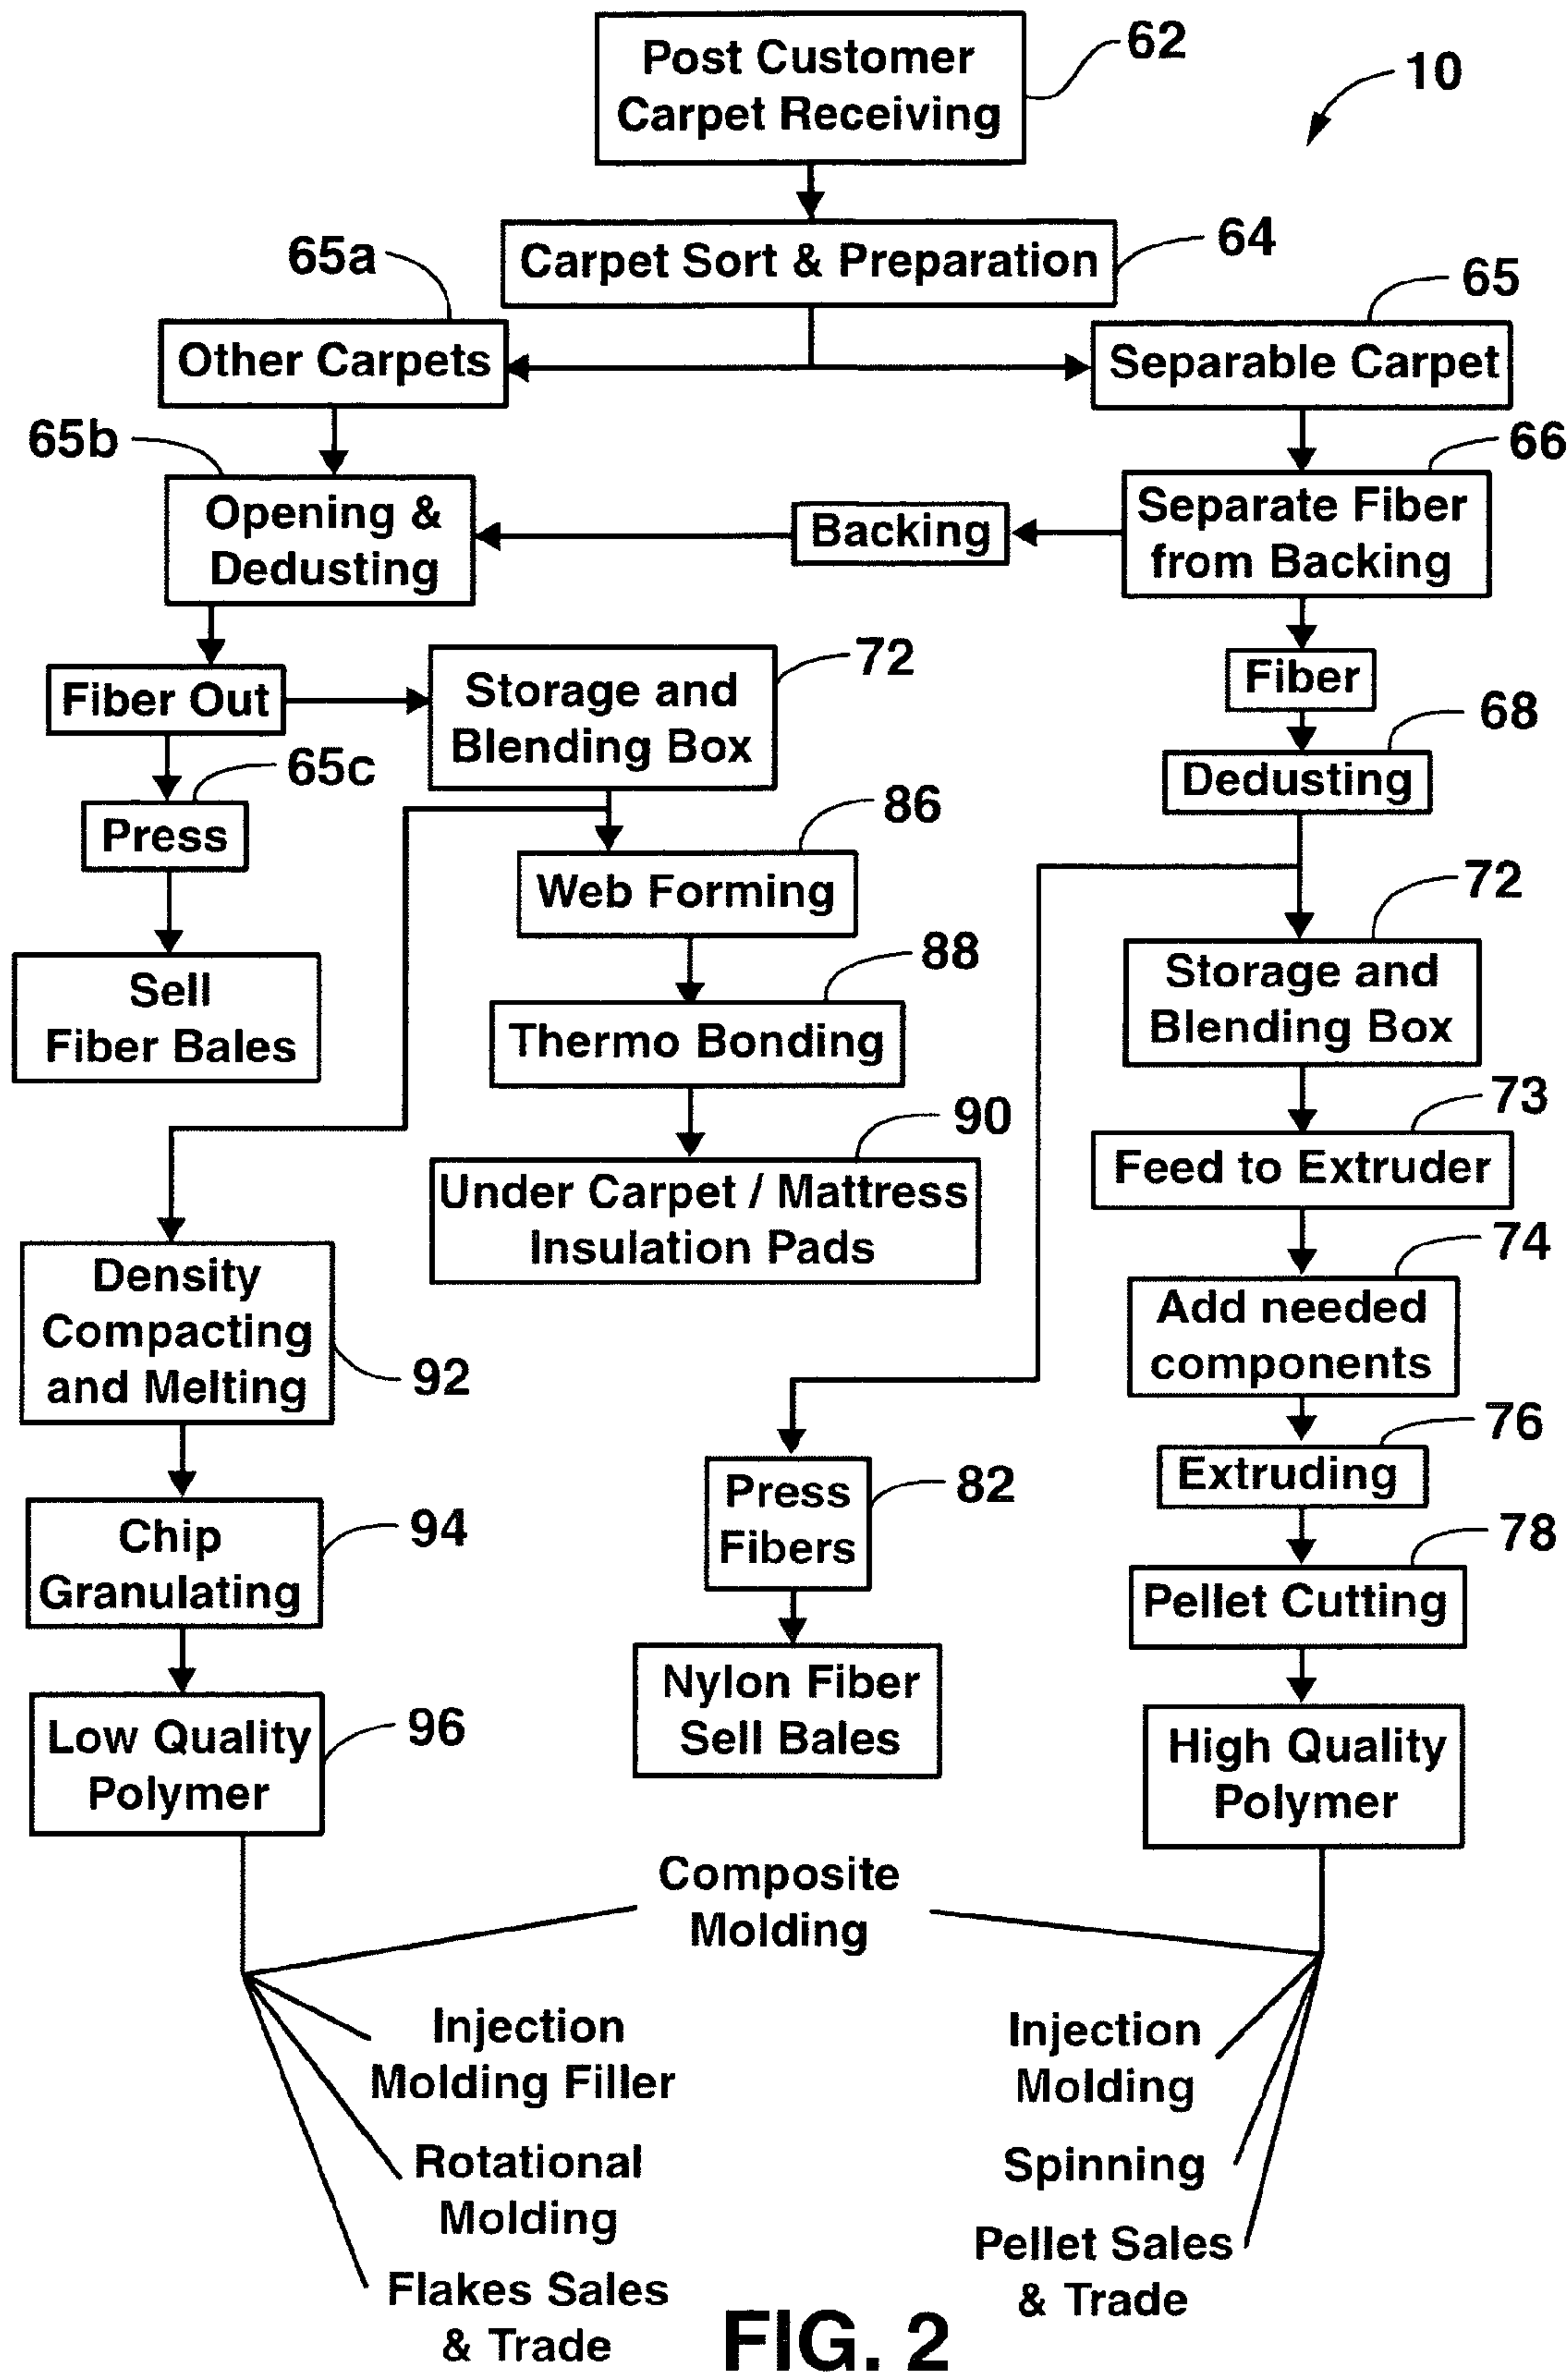 Post Customer
Carpet Receiving
62
10
Carpet Sort & Preparation
64
65a
65
Other Carpets
Separable Carpet
65b
66
Opening &
Dedusting
Backing
Separate Fiber
from Backing
Fiber Out
Storage and
Blending Box
72
Fiber
68
65c
Press
Dedusting
86
Web Forming
72
Sell
Fiber Bales
88
Thermo Bonding
Storage and
Blending Box
90
Under Carpet / Mattress
Insulation Pads
73
Feed to Extruder
Density
Compacting
and Melting
92
74
Add needed
components
76
Extruding
Press
Fibers
82
Chip
Granulating
94
78
Pellet Cutting
Nylon Fiber
Sell Bales
Low Quality
Polymer
96
High Quality
Polymer
Composite
Molding
Injection
Molding Filler
Injection
Molding
Rotational
Molding
Spinning
Flakes Sales
& Trade
Pellet Sales
& Trade
FIG. 2